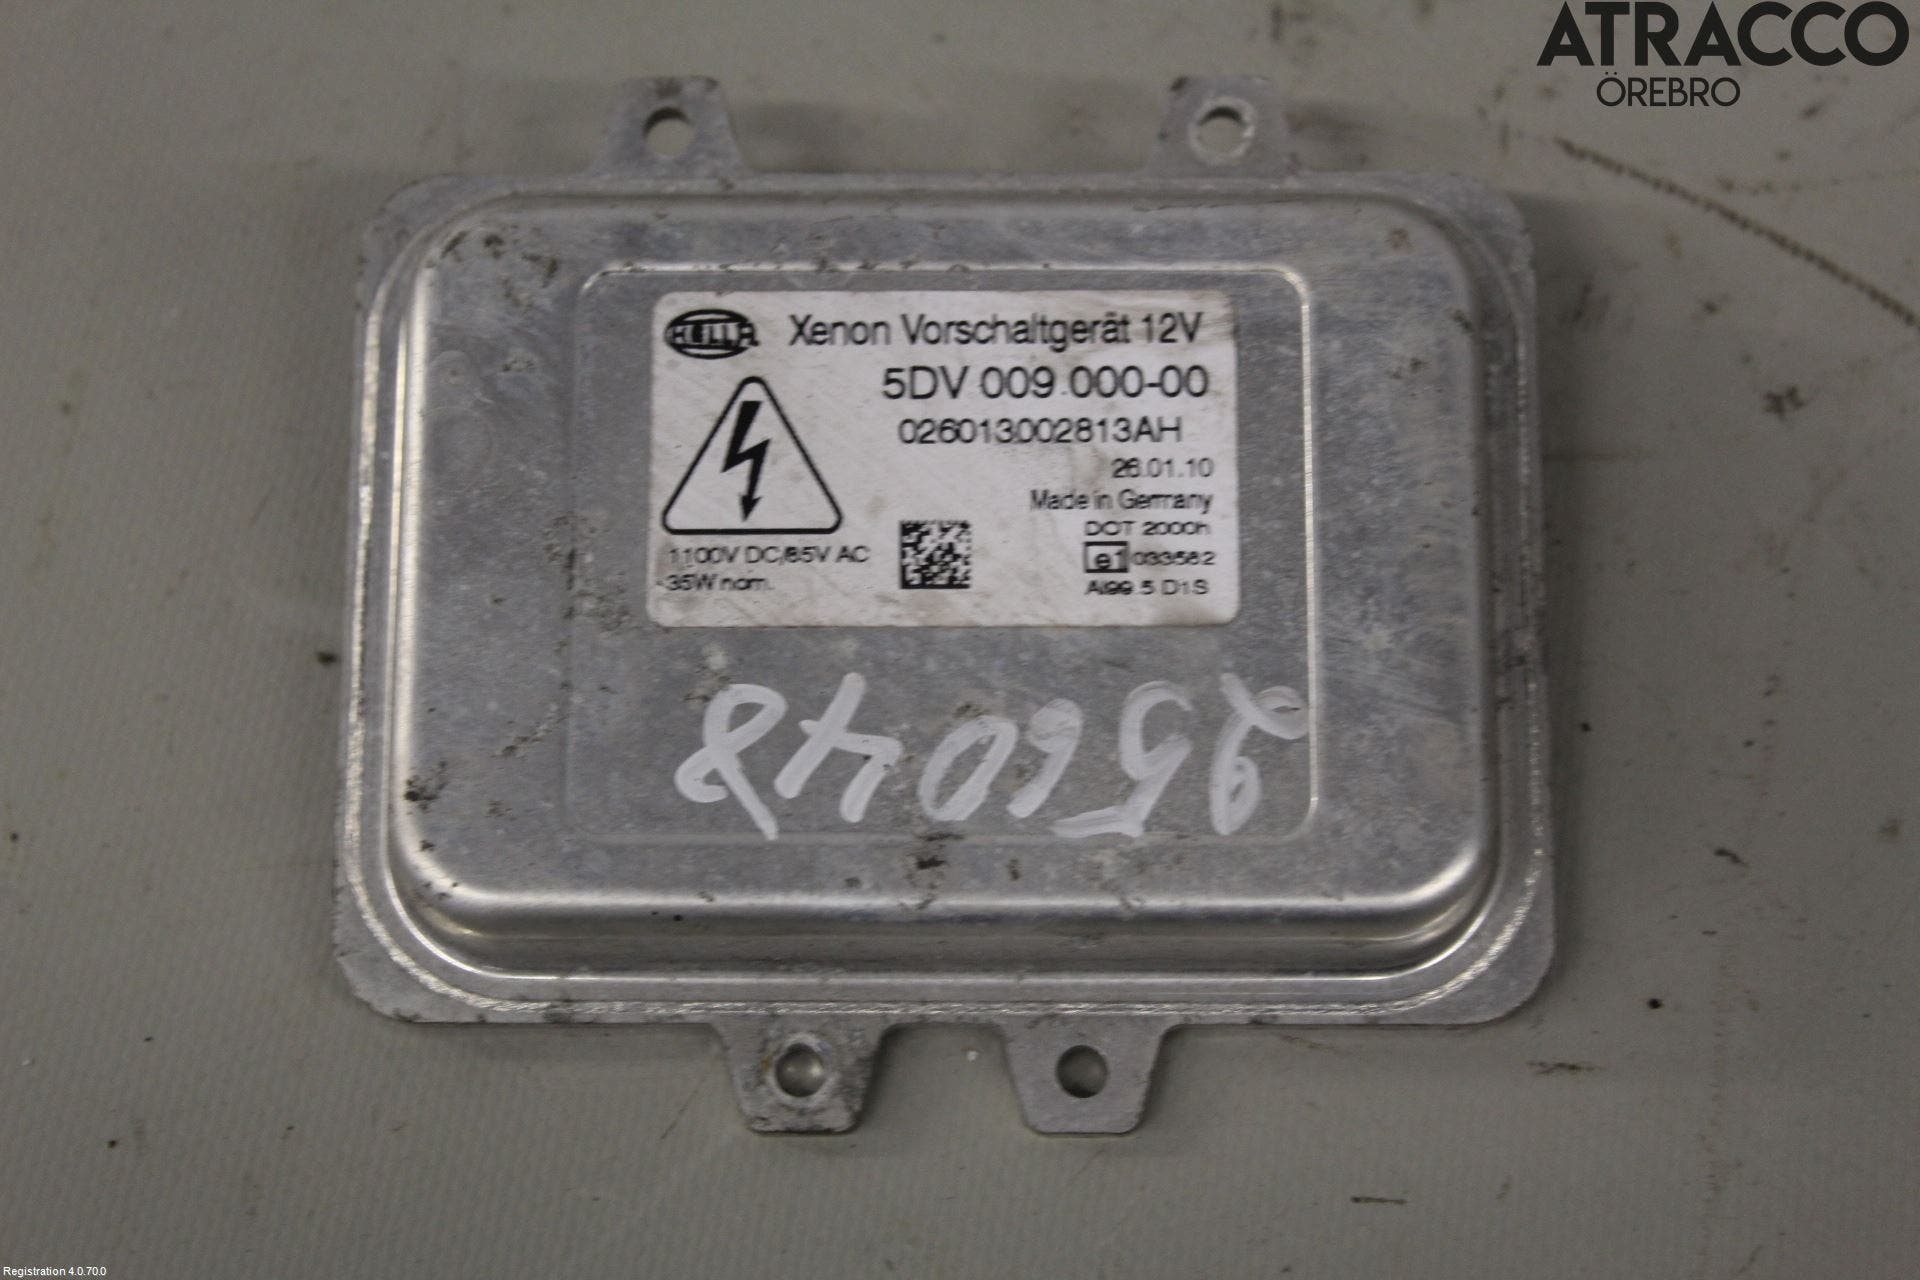 ATRACCO
ÖREBRO
HELLA Xenon Vorschaltgerät 12V
5DV 009 000-00
026013002813AH
26.01.10
Made in Germany
DOT 2000h
1100V DC/85V AC
e1 033582
35W nom.
AI99.5 D1S
Registration 4.0.70.0